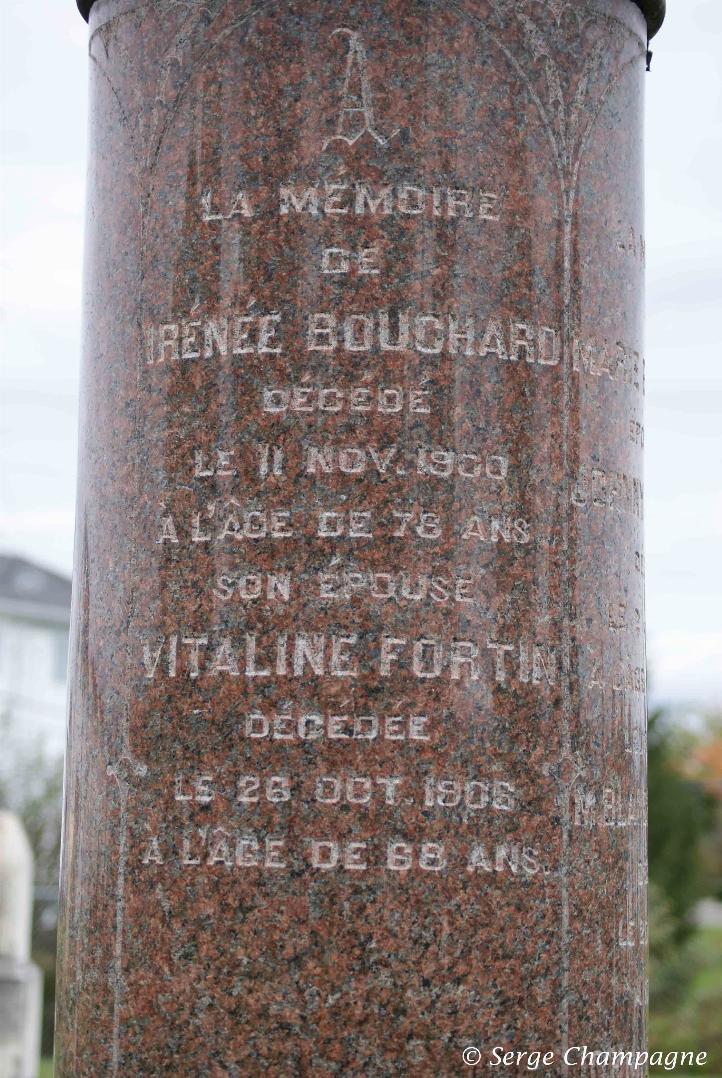 A
LA MÉMOIRE
DE
IRÉNÉE BOUCHARD
DÉCÉDÉ
LE 11 NOV. 1900
À L'ÂGE DE 78 ANS
SON ÉPOUSE
VITALINE FORTIN
DÉCÉDÉE
LE 26 OCT. 1906
À L'ÂGE DE 68 ANS.
© Serge Champagne